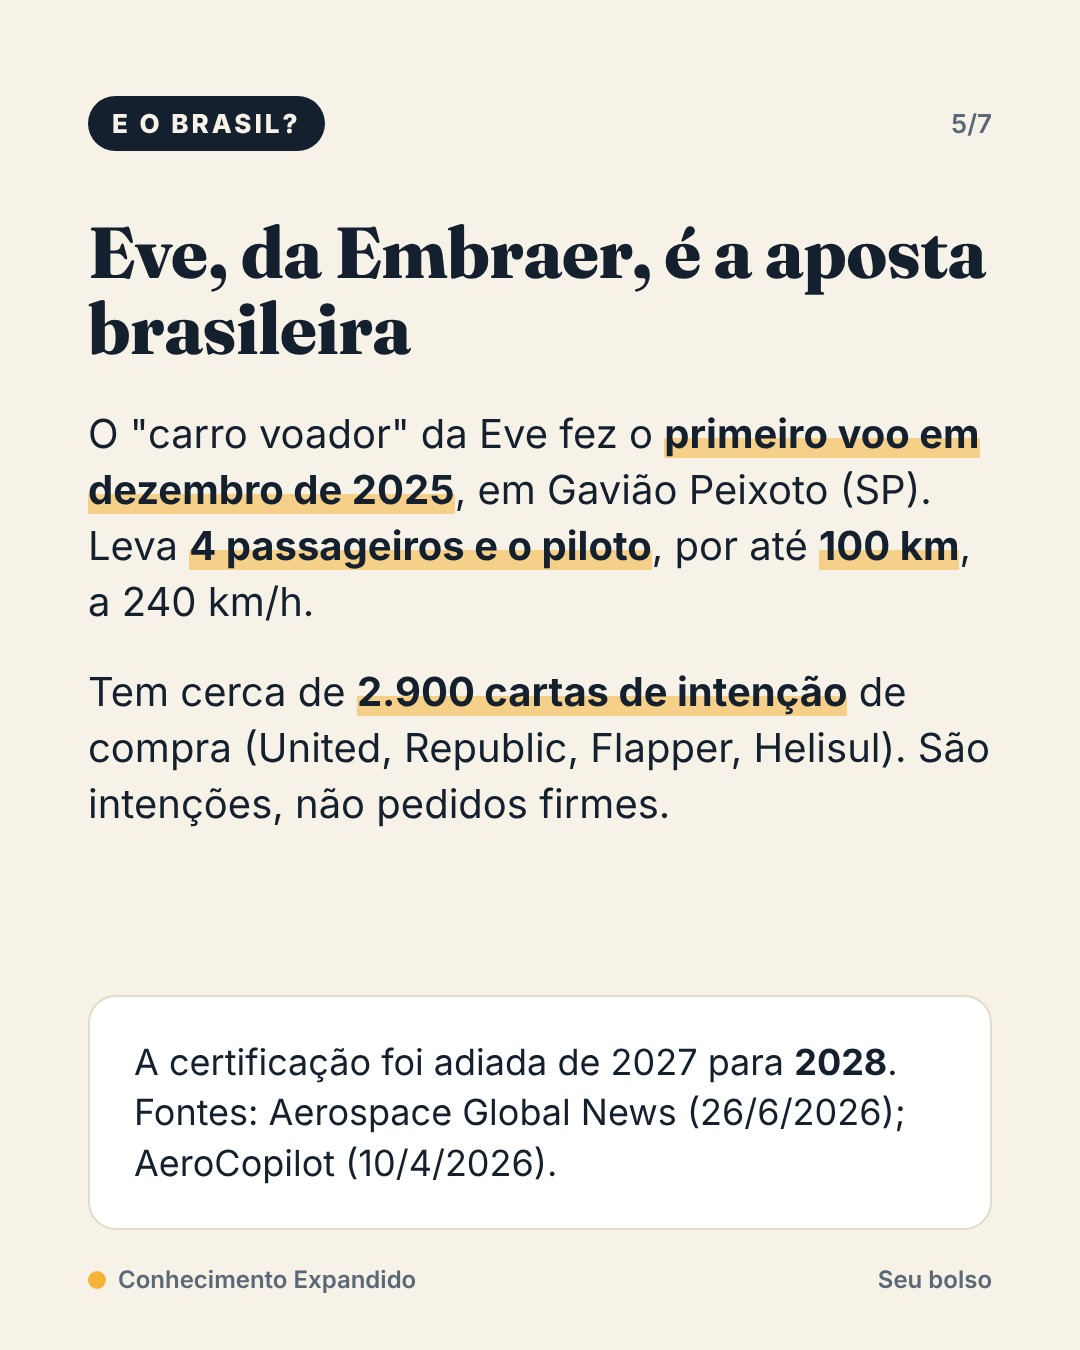 E O BRASIL?
5/7
Eve, da Embraer, é a aposta
brasileira
O "carro voador" da Eve fez o primeiro voo em
dezembro de 2025, em Gavião Peixoto (SP).
Leva 4 passageiros e o piloto, por até 100 km,
a 240 km/h.
Tem cerca de 2.900 cartas de intenção de
compra (United, Republic, Flapper, Helisul). São
intenções, não pedidos firmes.
A certificação foi adiada de 2027 para 2028.
Fontes: Aerospace Global News (26/6/2026);
AeroCopilot (10/4/2026).
Conhecimento Expandido
Seu bolso